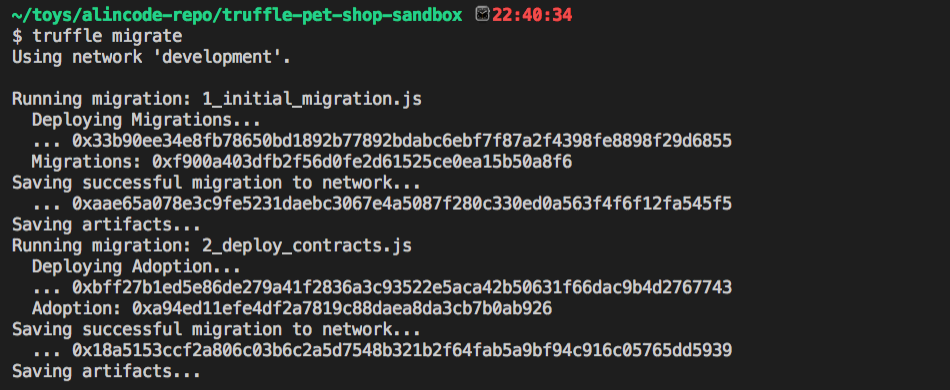 ~/toys/alincode-repo/truffle-pet-shop-sandbox 22:40:34
$ truffle migrate
Using network 'development'.
Running migration: 1_initial_migration.js
Deploying Migrations...
... 0x33b90ee34e8fb78650bd1892b77892bdabc6ebf7f87a2f4398fe8898f29d6855
Migrations: 0xf900a403dfb2f56d0fe2d61525ce0ea15b50a8f6
Saving successful migration to network...
... 0xaae65a078e3c9fe5231daebc3067e4a5087f280c330ed0a563f4f6f12fa545f5
Saving artifacts...
Running migration: 2_deploy_contracts.js
Deploying Adoption...
... 0xbff27b1ed5e86de279a41f2836a3c93522e5aca42b50631f66dac9b4d2767743
Adoption: 0xa94ed11efe4df2a7819c88daea8da3cb7b0ab926
Saving successful migration to network...
... 0x18a5153ccf2a806c03b6c2a5d7548b321b2f64fab5a9bf94c916c05765dd5939
Saving artifacts...